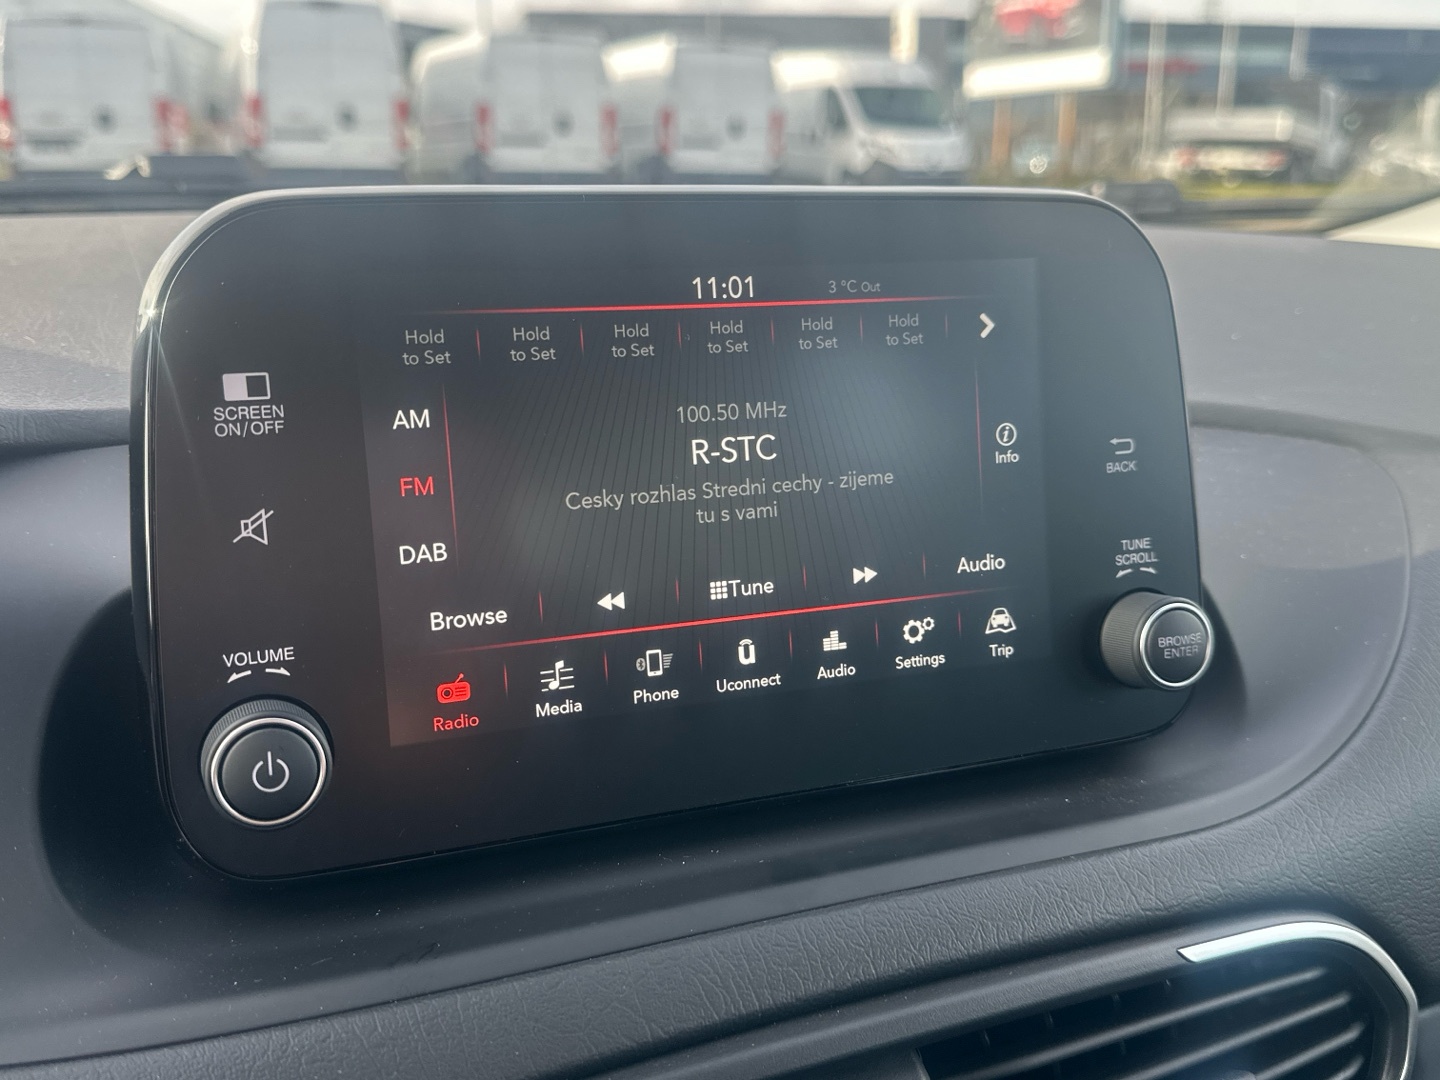 11:01
3 °C Out
Hold
to Set
Hold
to Set
Hold
to Set
Hold
to Set
Hold
to Set
Hold
to Set
SCREEN
ON/OFF
AM
FM
DAB
100.50 MHz
R-STC
Cesky rozhlas Stredni cechy - zijeme
tu s vami
Info
BACK
TUNE
SCROLL
Browse
Tune
Audio
VOLUME
BROWSE
ENTER
Radio
Media
Phone
Uconnect
Audio
Settings
Trip